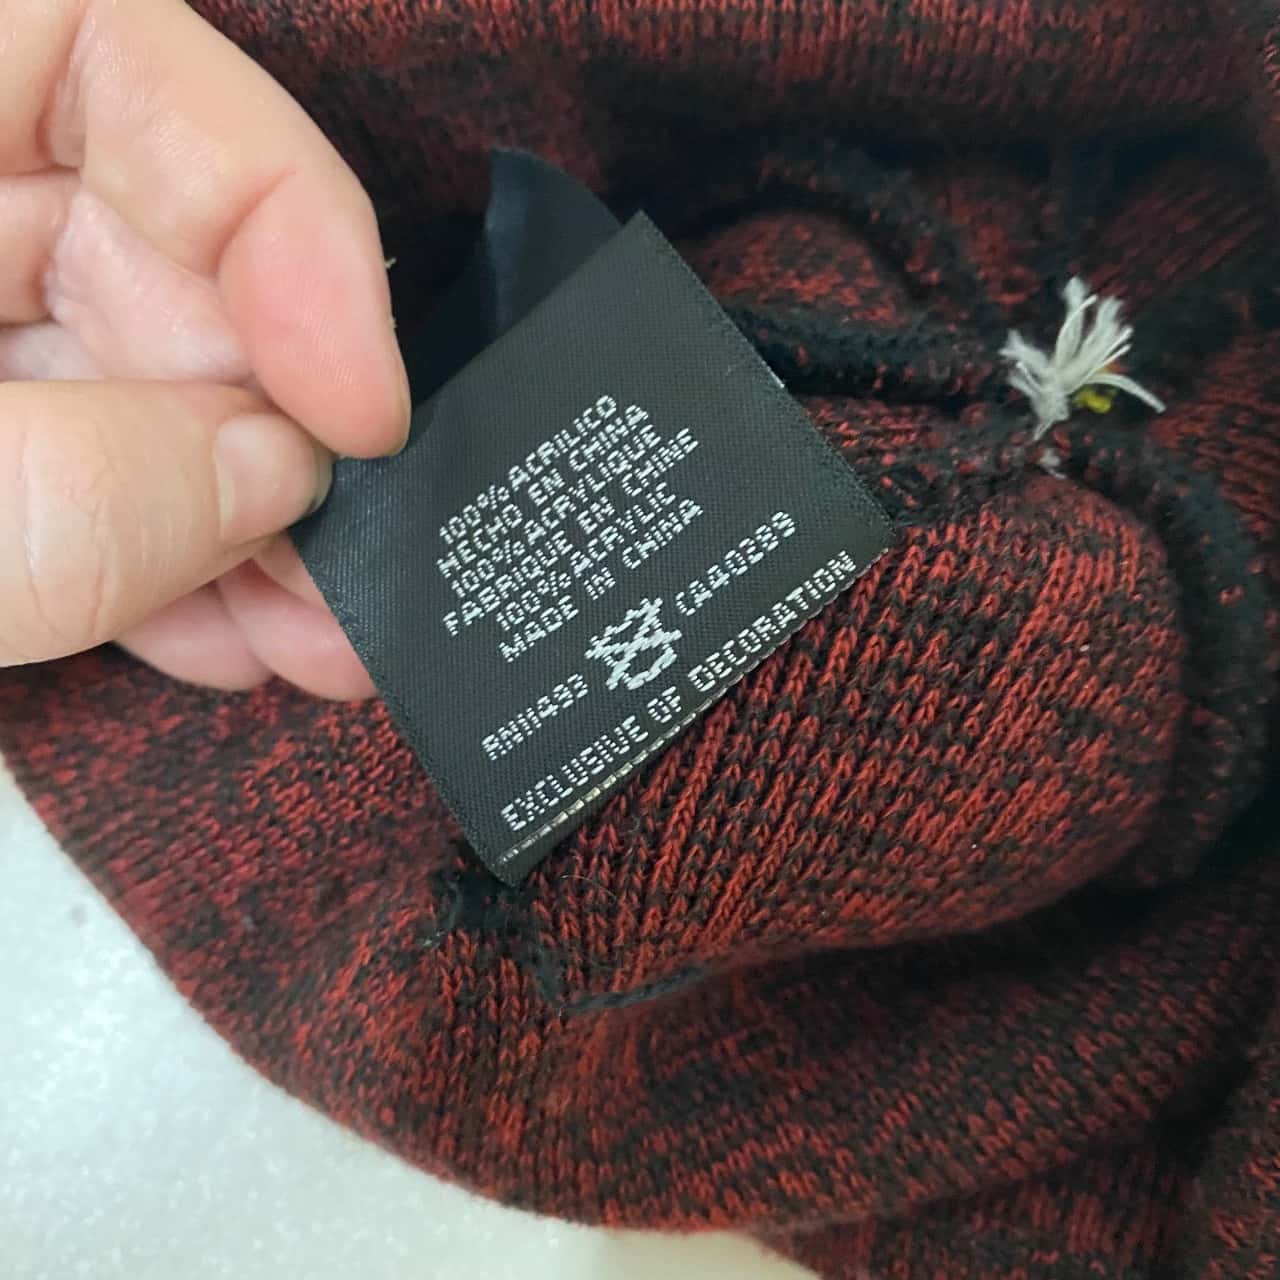 100% ACRILICO
HECHO EN CHINA
100% ACRYLIQUE
FABRIQUE EN CHINE
100% ACRYLIC
MADE IN CHINA
RN11493 CA40289
EXCLUSIVE OF DECORATION